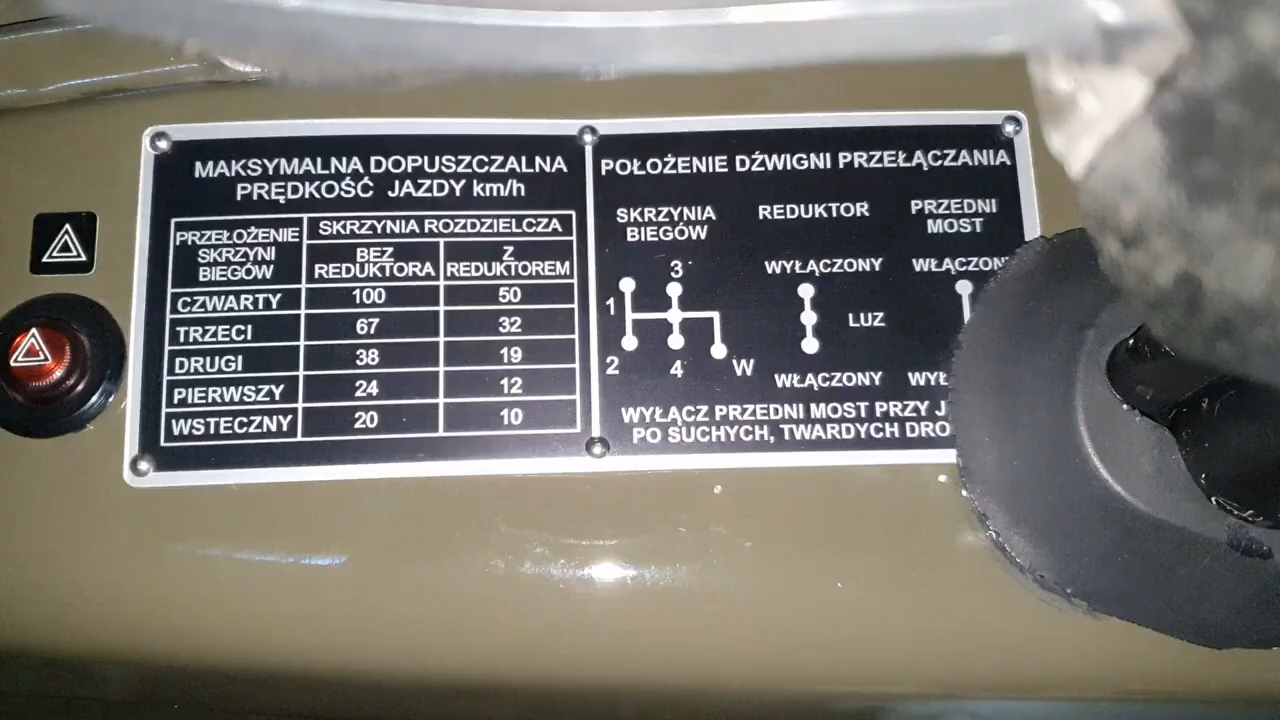 MAKSYMALNA DOPUSZCZALNA
PRĘDKOŚĆ JAZDY km/h
PRZEŁOŻENIE
SKRZYNI
BIEGÓW
SKRZYNIA ROZDZIELCZA
BEZ
REDUKTORA
Z
REDUKTOREM
CZWARTY 100 50
TRZECI 67 32
DRUGI 38 19
PIERWSZY 24 12
WSTECZNY 20 10
POŁOŻENIE DŹWIGNI PRZEŁĄCZANIA
SKRZYNIA
BIEGÓW
3
1
2 4 W
REDUKTOR
WYŁĄCZONY
LUZ
WŁĄCZONY
PRZEDNI
MOST
WYŁĄCZ PRZEDNI MOST PRZY
PO SUCHYCH, TWARDYCH